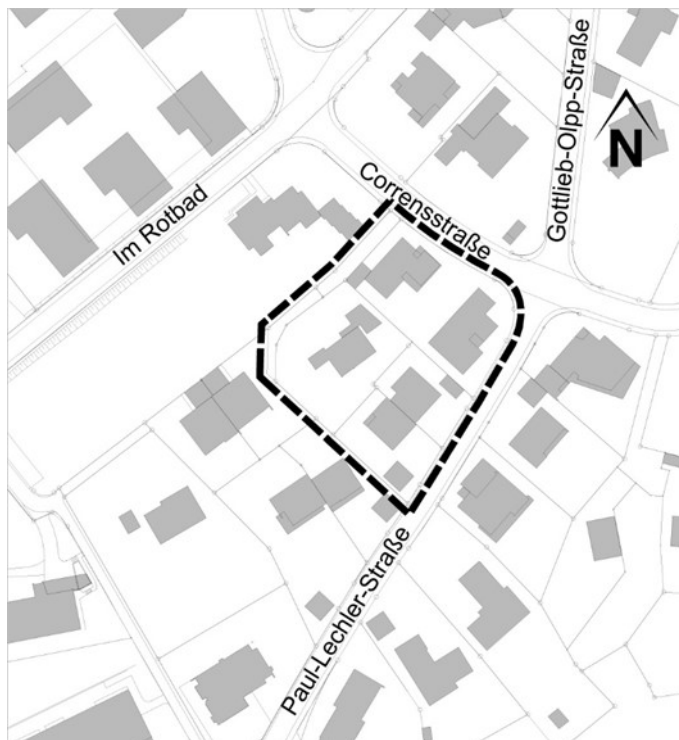 Gottlieb-Olpp-Straße
N
Corrensstraße
Im Rotbad
Paul-Lechler-Straße